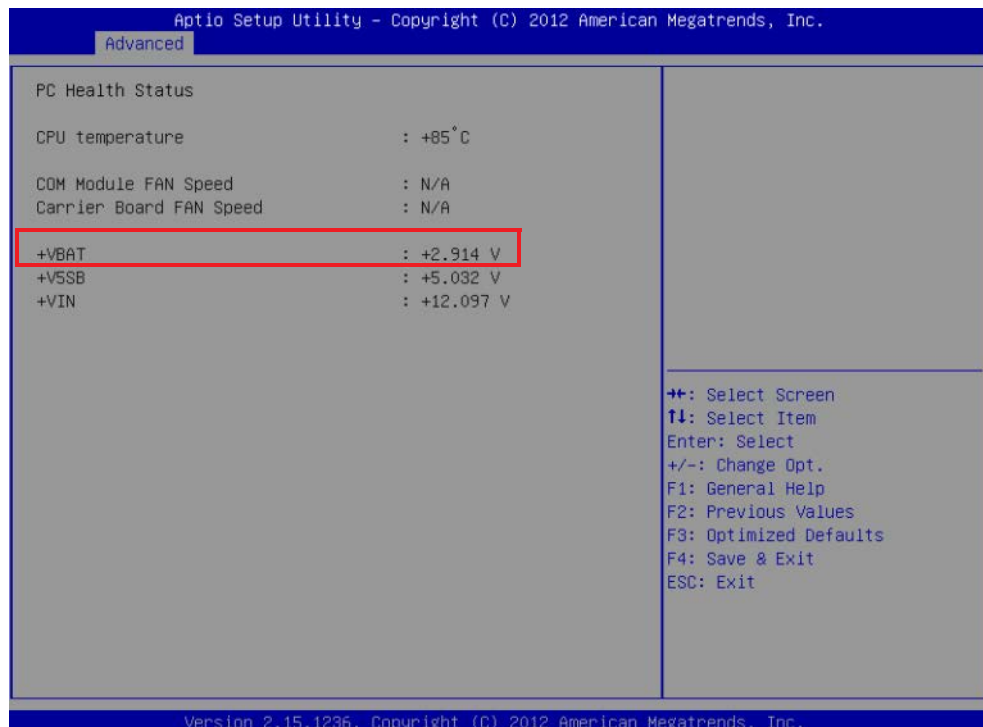 Aptio Setup Utility - Copyright (C) 2012 American Megatrends, Inc.
Advanced
PC Health Status
CPU temperature : +85°C
COM Module FAN Speed : N/A
Carrier Board FAN Speed : N/A
+VBAT : +2.914 V
+V5SB : +5.032 V
+VIN : +12.097 V
→←: Select Screen
↑↓: Select Item
Enter: Select
+/-: Change Opt.
F1: General Help
F2: Previous Values
F3: Optimized Defaults
F4: Save & Exit
ESC: Exit
Version 2.15.1236. Copyright (C) 2012 American Megatrends, Inc.